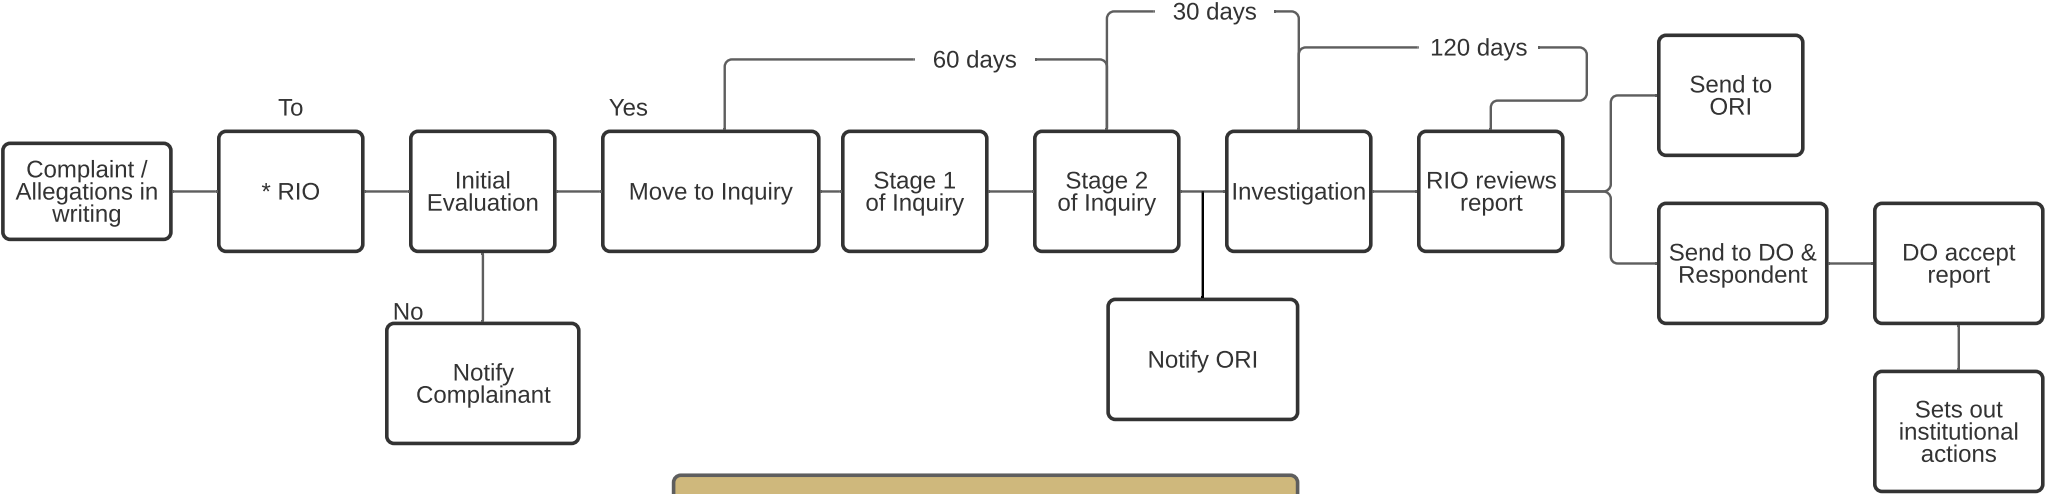 30 days
120 days
60 days
To
Yes
Complaint /
Allegations in
writing
* RIO
Initial
Evaluation
Move to Inquiry
Stage 1
of Inquiry
Stage 2
of Inquiry
Investigation
RIO reviews
report
Send to
ORI
Send to DO &
Respondent
DO accept
report
No
Notify
Complainant
Notify ORI
Sets out
institutional
actions